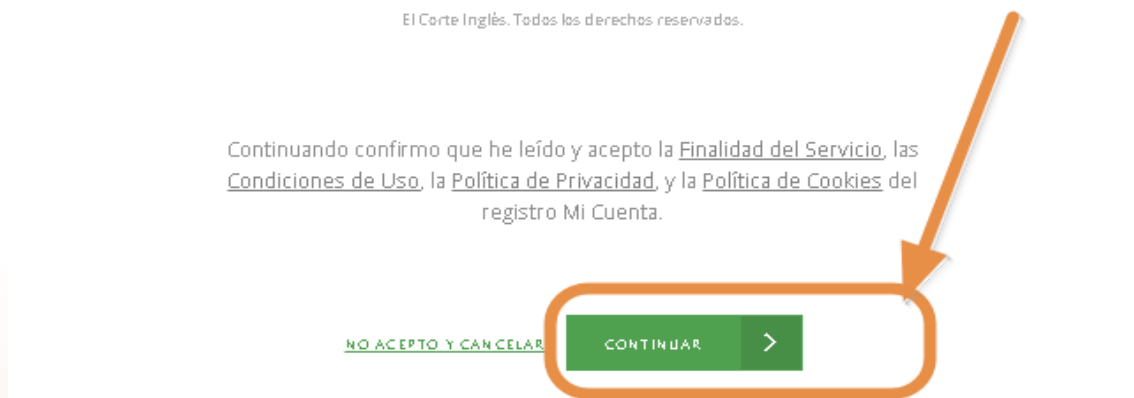 El Corte Inglés. Todos los derechos reservados.
Continuando confirmo que he leído y acepto la Finalidad del Servicio, las
Condiciones de Uso, la Política de Privacidad, y la Política de Cookies del
registro Mi Cuenta.
NO ACEPTO Y CANCELAR
CONTINUAR